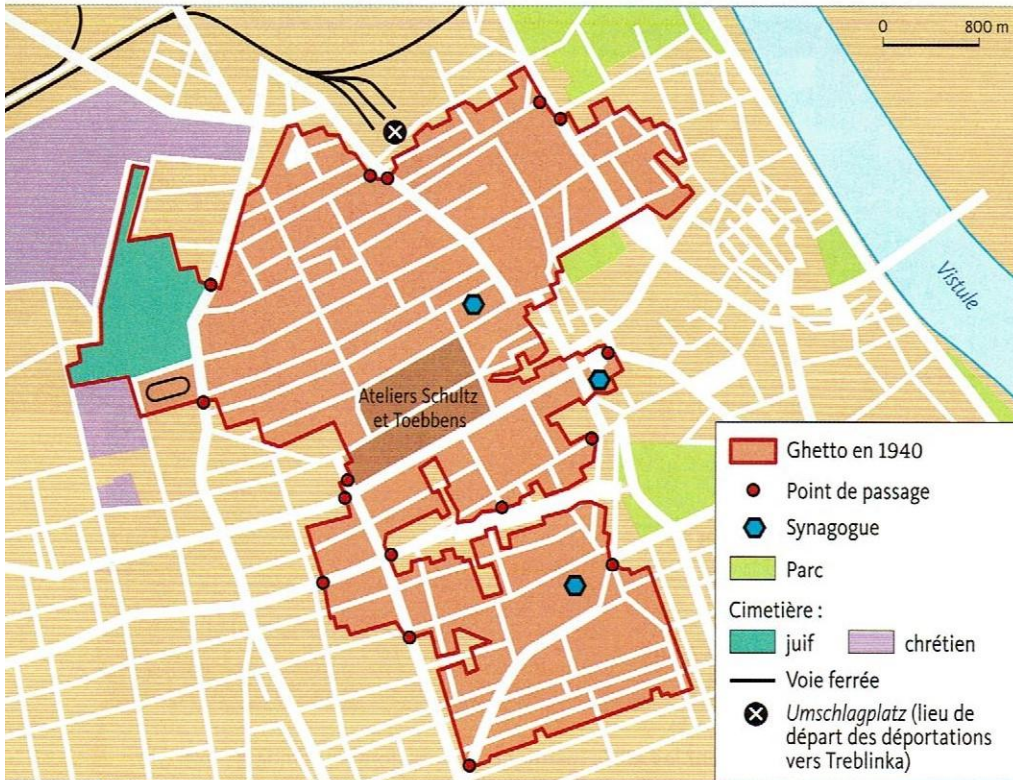 0 800 m
Vistule
Ateliers Schultz
et Toebbens
Ghetto en 1940
Point de passage
Synagogue
Parc
Cimetière :
juif chrétien
Voie ferrée
Umschlagplatz (lieu de
départ des déportations
vers Treblinka)